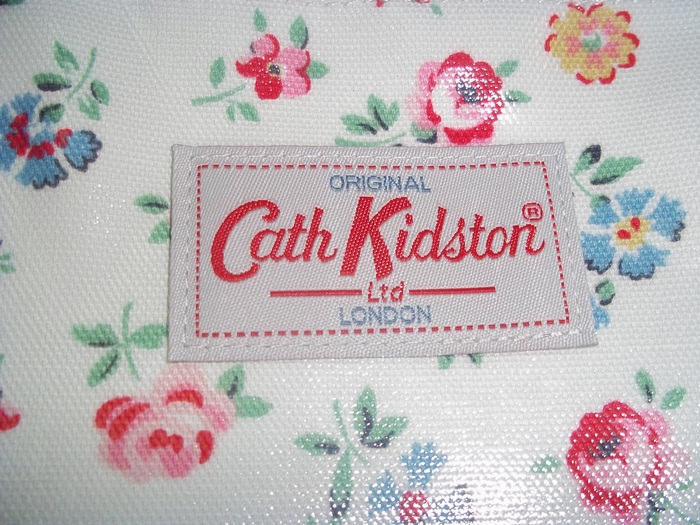 ORIGINAL
Cath Kidston®
Ltd
LONDON